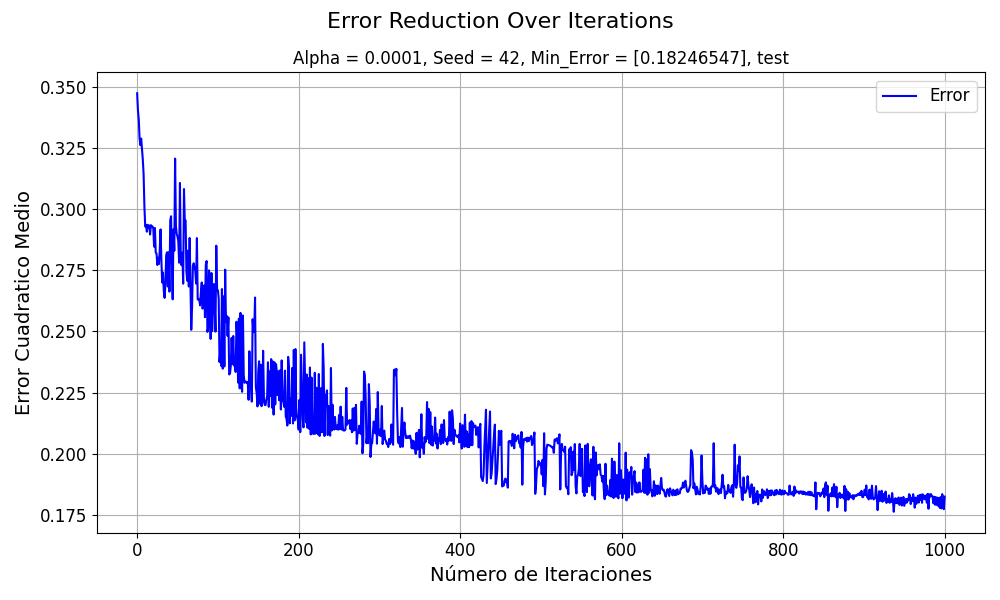 Error Reduction Over Iterations
Alpha = 0.0001, Seed = 42, Min_Error = [0.18246547], test
Error
Error Cuadratico Medio
0.350
0.325
0.300
0.275
0.250
0.225
0.200
0.175
0 200 400 600 800 1000
Número de Iteraciones